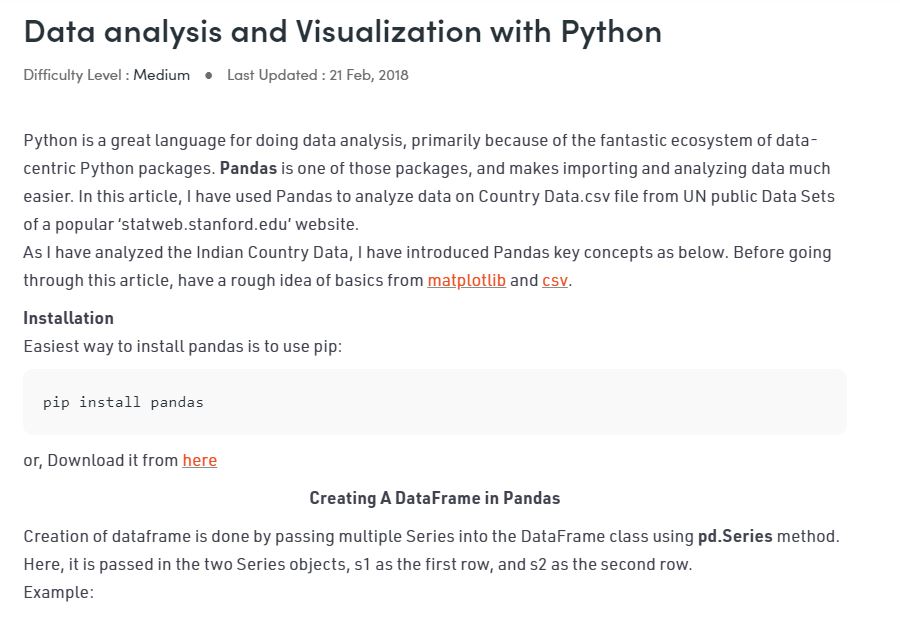 Data analysis and Visualization with Python
Difficulty Level : Medium ● Last Updated : 21 Feb, 2018
Python is a great language for doing data analysis, primarily because of the fantastic ecosystem of data-
centric Python packages. Pandas is one of those packages, and makes importing and analyzing data much
easier. In this article, I have used Pandas to analyze data on Country Data.csv file from UN public Data Sets
of a popular ‘statweb.stanford.edu’ website.
As I have analyzed the Indian Country Data, I have introduced Pandas key concepts as below. Before going
through this article, have a rough idea of basics from matplotlib and csv.
Installation
Easiest way to install pandas is to use pip:
pip install pandas
or, Download it from here
Creating A DataFrame in Pandas
Creation of dataframe is done by passing multiple Series into the DataFrame class using pd.Series method.
Here, it is passed in the two Series objects, s1 as the first row, and s2 as the second row.
Example: